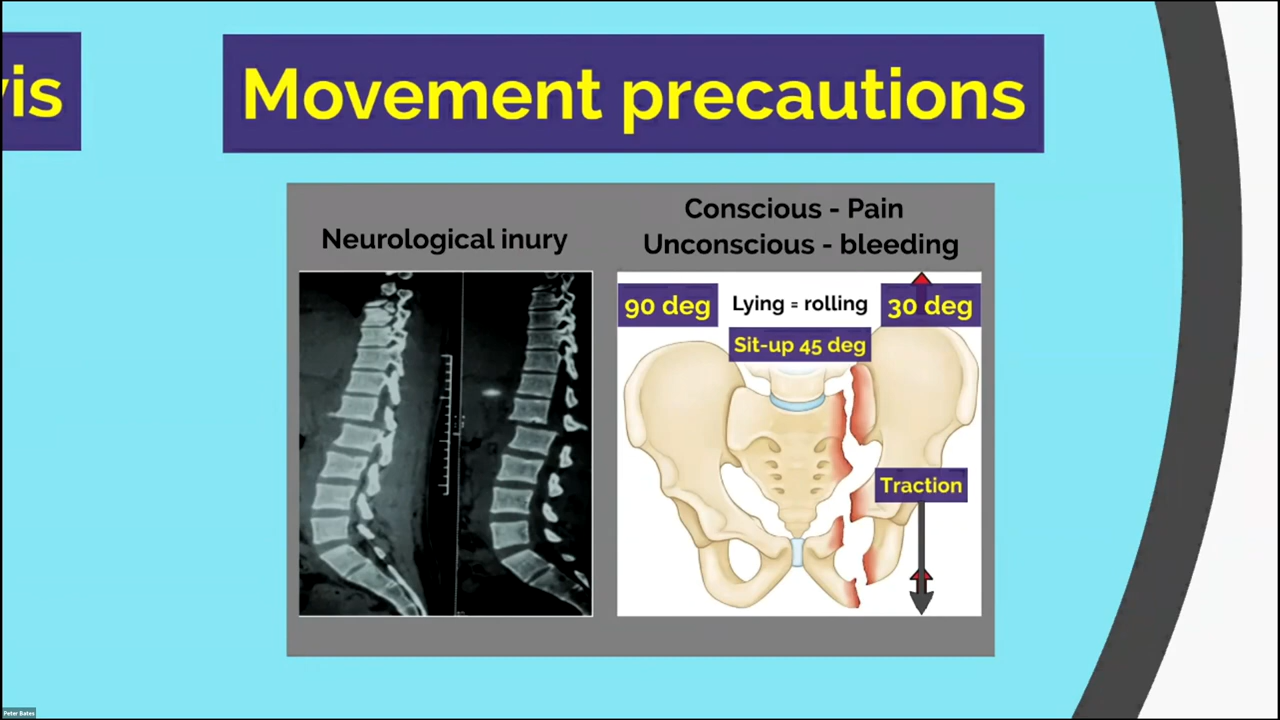 vis
Movement precautions
Neurological inury
Conscious - Pain
Unconscious - bleeding
90 deg
Lying = rolling
30 deg
Sit-up 45 deg
Traction
Peter Bates